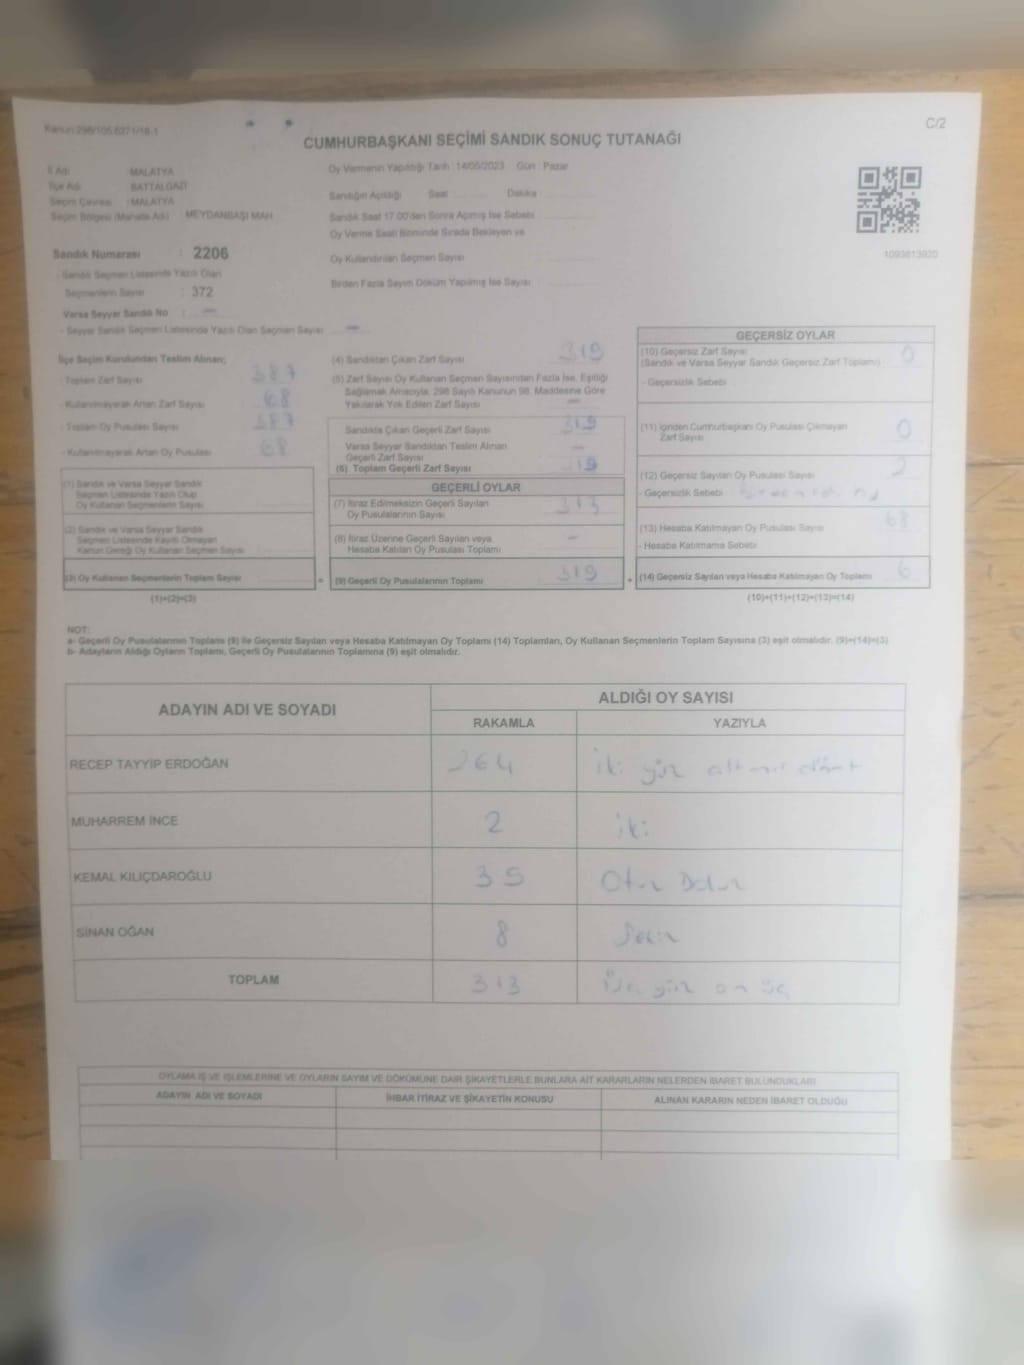 Kanun:298/105,6271/18-1
C/2
CUMHURBAŞKANI SEÇİMİ SANDIK SONUÇ TUTANAĞI
İl Adı : MALATYA
İlçe Adı : BATTALGAZİ
Seçim Çevresi : MALATYA
Seçim Bölgesi (Mahalle Adı) : MEYDANBAŞI MAH
Sandık Numarası : 2206
- Sandık Seçmen Listesinde Yazılı Olan
Seçmenlerin Sayısı : 372
Varsa Seyyar Sandık No : -
- Seyyar Sandık Seçmen Listesinde Yazılı Olan Seçmen Sayısı -
Oy Vermenin Yapıldığı Tarih : 14/05/2023 Gün : Pazar
Sandığın Açıldığı Saat Dakika
Sandık Saat 17.00'den Sonra Açılmış İse Sebebi
Oy Verme Saati Bitiminde Sırada Bekleyen ve
Oy Kullandırılan Seçmen Sayısı
Birden Fazla Sayım Döküm Yapılmış İse Sayısı
1093613920
İlçe Seçim Kurulundan Teslim Alınan;
- Toplam Zarf Sayısı 387
- Kullanılmayarak Artan Zarf Sayısı 68
- Toplam Oy Pusulası Sayısı 387
- Kullanılmayarak Artan Oy Pusulası 68
(1) Sandık ve Varsa Seyyar Sandık
Seçmen Listesinde Yazılı Olup
Oy Kullanan Seçmenlerin Sayısı
(2) Sandık ve Varsa Seyyar Sandık
Seçmen Listesinde Kayıtlı Olmayan
Kanun Gereği Oy Kullanan Seçmen Sayısı
(3) Oy Kullanan Seçmenlerin Toplam Sayısı
(1)+(2)=(3)
(4) Sandıktan Çıkan Zarf Sayısı 319
(5) Zarf Sayısı Oy Kullanan Seçmen Sayısından Fazla İse, Eşitliği
Sağlamak Amacıyla, 298 Sayılı Kanunun 98. Maddesine Göre
Yakılarak Yok Edilen Zarf Sayısı -
Sandıkta Çıkan Geçerli Zarf Sayısı 319
Varsa Seyyar Sandıktan Teslim Alınan
Geçerli Zarf Sayısı -
(6) Toplam Geçerli Zarf Sayısı 319
GEÇERLİ OYLAR
(7) İtiraz Edilmeksizin Geçerli Sayılan
Oy Pusulalarının Sayısı 313
(8) İtiraz Üzerine Geçerli Sayılan veya
Hesaba Katılan Oy Pusulası Toplamı -
(9) Geçerli Oy Pusulalarının Toplamı 319
GEÇERSİZ OYLAR
(10) Geçersiz Zarf Sayısı
(Sandık ve Varsa Seyyar Sandık Geçersiz Zarf Toplamı) 0
- Geçersizlik Sebebi
(11) İçinden Cumhurbaşkanı Oy Pusulası Çıkmayan
Zarf Sayısı 0
(12) Geçersiz Sayılan Oy Pusulası Sayısı
- Geçersizlik Sebebi
(13) Hesaba Katılmayan Oy Pusulası Sayısı 68
- Hesaba Katılmama Sebebi
(14) Geçersiz Sayılan veya Hesaba Katılmayan Oy Toplamı 6
(10)+(11)+(12)+(13)=(14)
NOT:
a- Geçerli Oy Pusulalarının Toplamı (9) ile Geçersiz Sayılan veya Hesaba Katılmayan Oy Toplamı (14) Toplamları, Oy Kullanan Seçmenlerin Toplam Sayısına (3) eşit olmalıdır. (9)+(14)=(3)
b- Adayların Aldığı Oyların Toplamı, Geçerli Oy Pusulalarının Toplamına (9) eşit olmalıdır.
ADAYIN ADI VE SOYADI
ALDIĞI OY SAYISI
RAKAMLA YAZIYLA
RECEP TAYYİP ERDOĞAN 264 iki yüz altmış dört
MUHARREM İNCE 2 iki
KEMAL KILIÇDAROĞLU 39 Otuz Dokuz
SİNAN OĞAN 8 Sekiz
TOPLAM 313 Üç yüz on üç
OYLAMA İŞ VE İŞLEMLERİNE VE OYLARIN SAYIM VE DÖKÜMÜNE DAİR ŞİKAYETLERLE BUNLARA AİT KARARLARIN NELERDEN İBARET BULUNDUKLARI
ADAYIN ADI VE SOYADI İHBAR İTİRAZ VE ŞİKAYETİN KONUSU ALINAN KARARIN NEDEN İBARET OLDUĞU